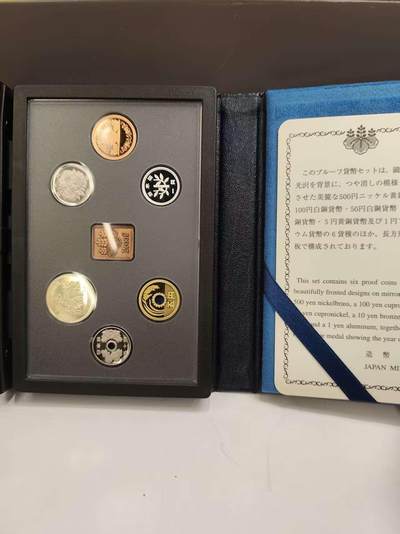 このプルーフ貨幣セットは、
光沢を背景に、つや消しの模様
させた美麗な500円ニッケル黄
100円白銅貨幣・50円白銅貨幣
幣・5円黄銅貨幣及び1円
ウム貨幣の6貨種のほか、長方
板で構成されております。
This set contains six proof coins
beautifully frosted designs on mirror
500 yen nickelbrass, a 100 yen cupro
yen cupronickel, a 10 yen bronze
and a 1 yen aluminum, togeth
medal showing the year
造 幣
JAPAN MI
五
円